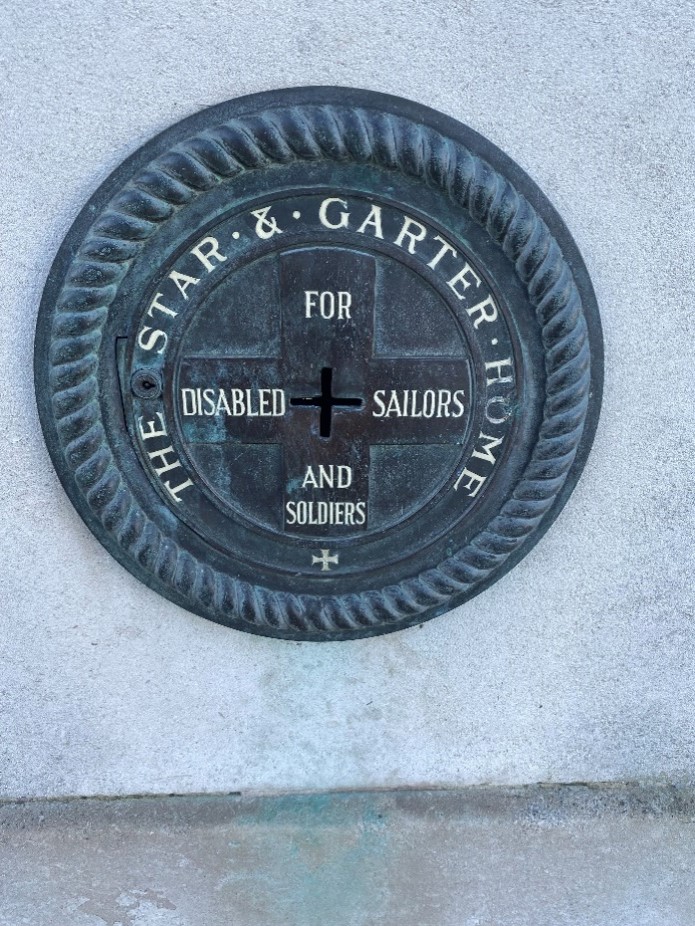 THE STAR · & · GARTER · HOME
FOR
DISABLED SAILORS
AND
SOLDIERS